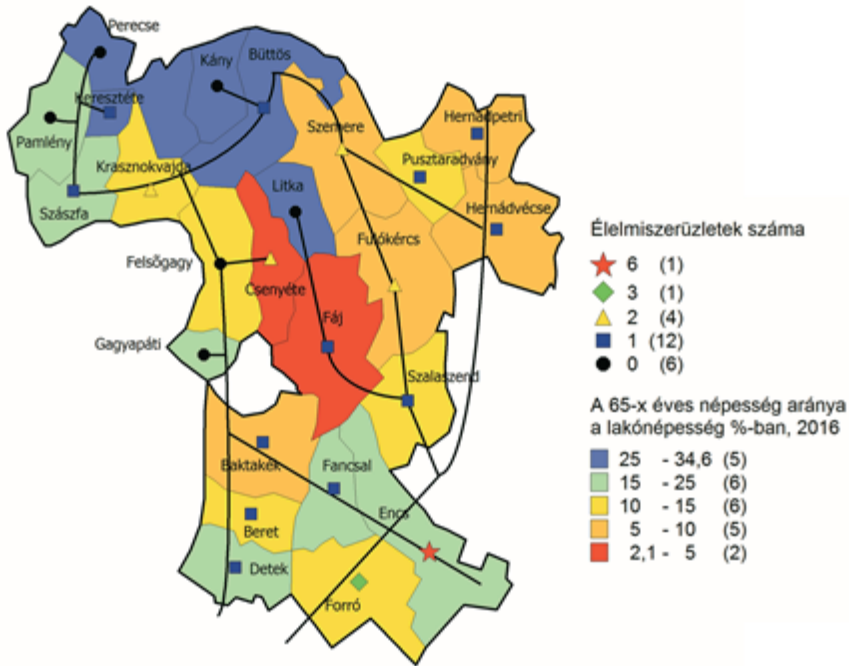 Perecse
Kány
Büttös
Keresztéte
Pamlény
Szemere
Hernádpetri
Krasznokvajda
Pusztaradvány
Litka
Szászfa
Hernádvécse
Fulókércs
Felsőgagy
Csenyéte
Fáj
Gagyapáti
Szalaszend
Baktakék
Fancsal
Encs
Beret
Detek
Forró
Élelmiszerüzletek száma
6 (1)
3 (1)
2 (4)
1 (12)
0 (6)
A 65-x éves népesség aránya
a lakónépesség %-ban, 2016
25 - 34,6 (5)
15 - 25 (6)
10 - 15 (6)
5 - 10 (5)
2,1 - 5 (2)